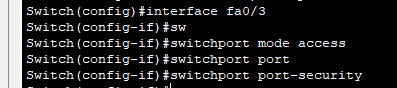 Switch(config)#interface fa0/3
Switch(config-if)#sw
Switch(config-if)#switchport mode access
Switch(config-if)#switchport port
Switch(config-if)#switchport port-security